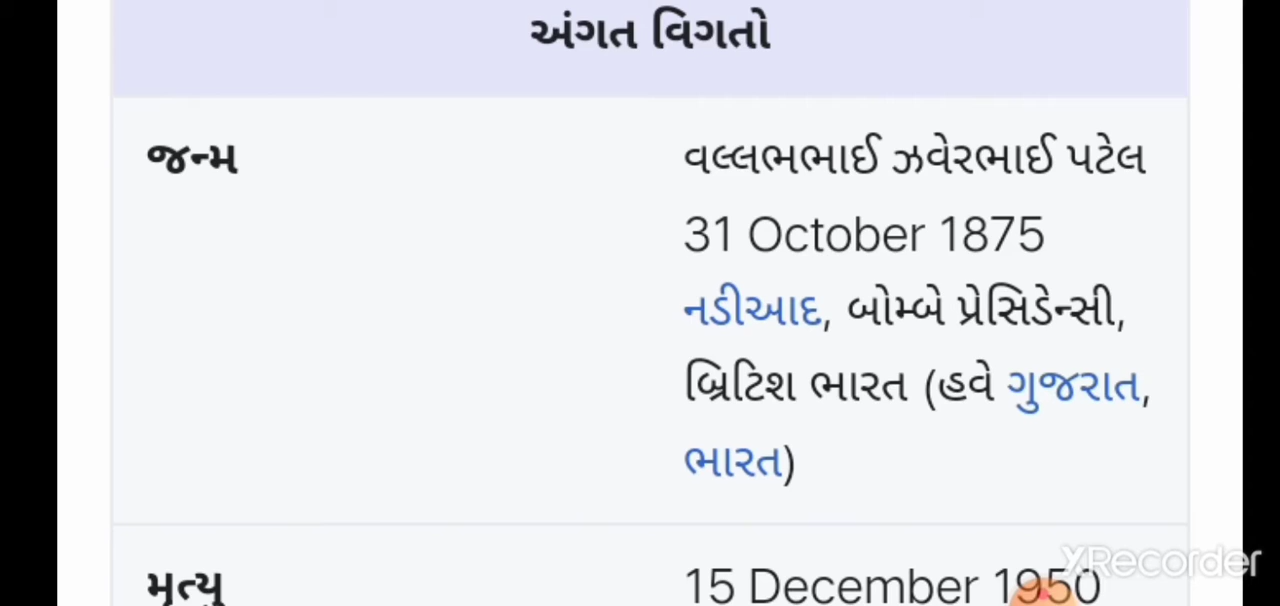 અંગત વિગતો
જન્મ
વલ્લભભાઈ ઝવેરભાઈ પટેલ
31 October 1875
નડીઆદ, બોમ્બે પ્રેસિડેન્સી,
બ્રિટિશ ભારત (હવે ગુજરાત,
ભારત)
મૃત્યુ
15 December 1950
XRecorder